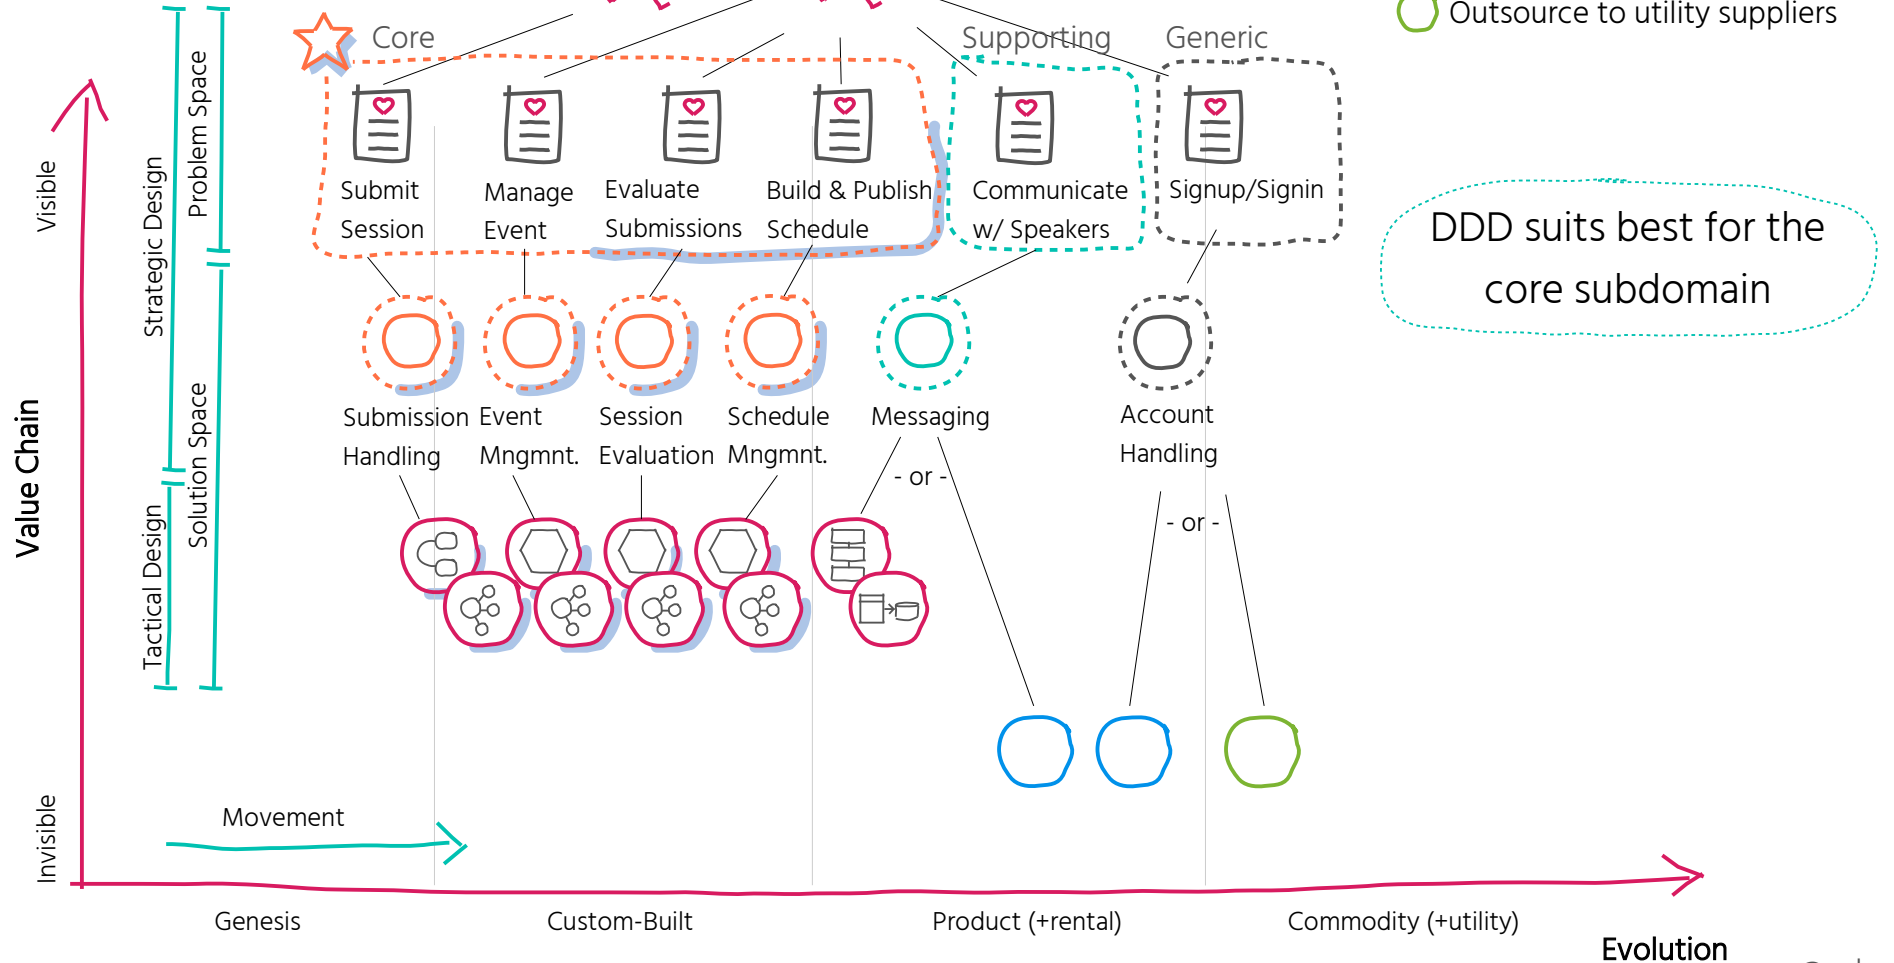 Outsource to utility suppliers
Core
Supporting
Generic
Submit
Session
Manage
Event
Evaluate
Submissions
Build & Publish
Schedule
Communicate
w/ Speakers
Signup/Signin
DDD suits best for the
core subdomain
Submission
Handling
Event
Mngmnt.
Session
Evaluation
Schedule
Mngmnt.
Messaging
Account
Handling
- or -
- or -
Visible
Value Chain
Invisible
Strategic Design
Problem Space
Solution Space
Tactical Design
Movement
Genesis
Custom-Built
Product (+rental)
Commodity (+utility)
Evolution